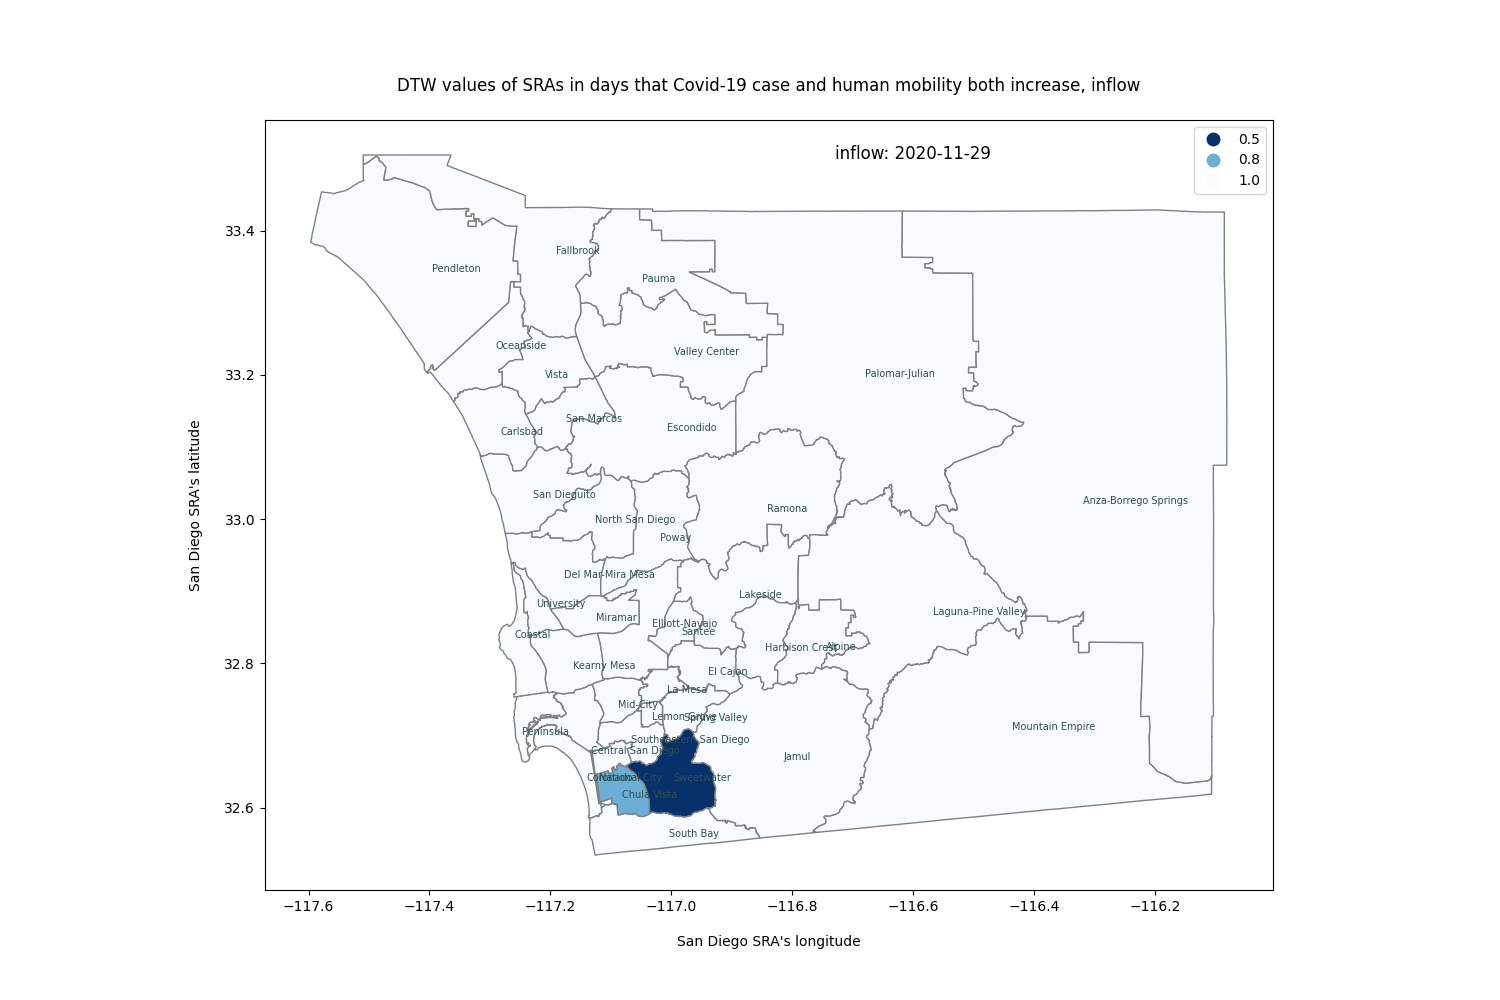 DTW values of SRAs in days that Covid-19 case and human mobility both increase, inflow
inflow: 2020-11-29
0.5
0.8
1.0
San Diego SRA's latitude
33.4
33.2
33.0
32.8
32.6
Fallbrook
Pendleton
Pauma
Oceanside
Valley Center
Vista
Palomar-Julian
San Marcos
Carlsbad
Escondido
San Dieguito
Anza-Borrego Springs
Ramona
North San Diego
Poway
Del Mar-Mira Mesa
Lakeside
University
Miramar
Laguna-Pine Valley
Elliott-Navajo
Santee
Coastal
Harbison Crest
Alpine
Kearny Mesa
El Cajon
La Mesa
Mid-City
Lemon Grove
Spring Valley
Mountain Empire
Peninsula
Southeastern San Diego
Central San Diego
Jamul
Coronado
National City
Sweetwater
Chula Vista
South Bay
−117.6
−117.4
−117.2
−117.0
−116.8
−116.6
−116.4
−116.2
San Diego SRA's longitude